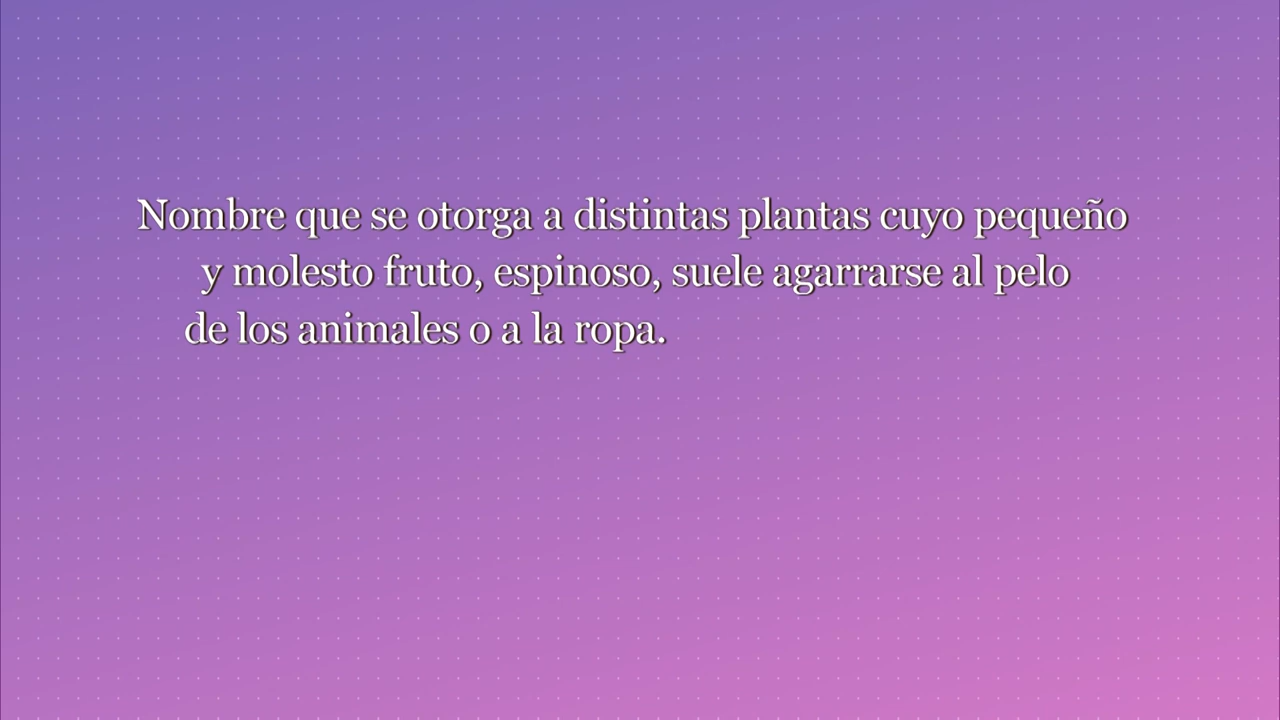 Nombre que se otorga a distintas plantas cuyo pequeño
y molesto fruto, espinoso, suele agarrarse al pelo
de los animales o a la ropa.